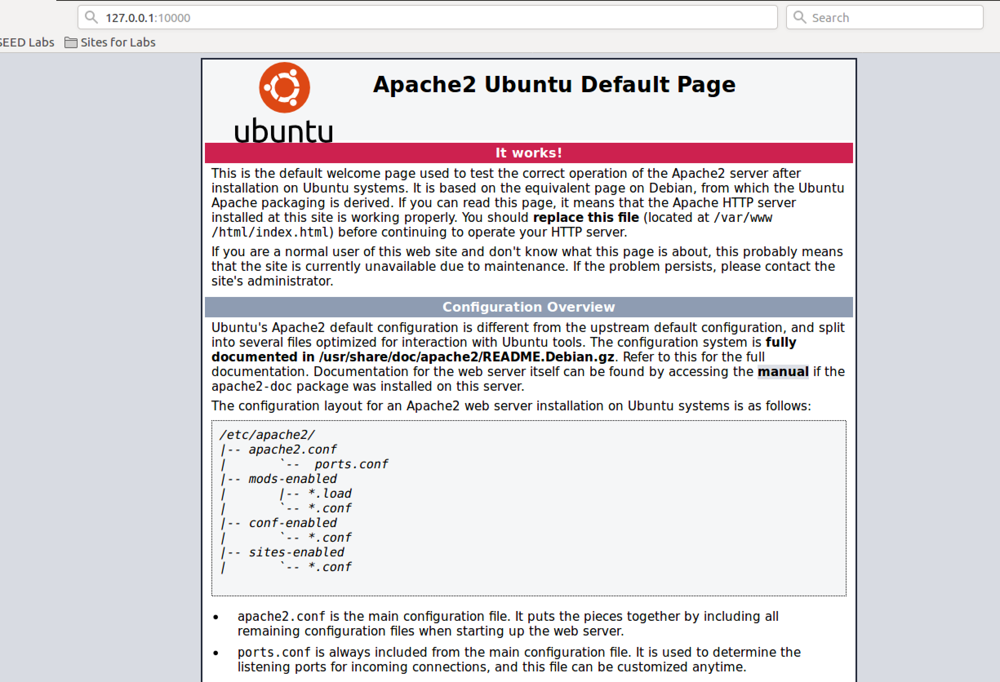 127.0.0.1:10000
Search
SEED Labs
Sites for Labs
ubuntu
Apache2 Ubuntu Default Page
It works!
This is the default welcome page used to test the correct operation of the Apache2 server after
installation on Ubuntu systems. It is based on the equivalent page on Debian, from which the Ubuntu
Apache packaging is derived. If you can read this page, it means that the Apache HTTP server
installed at this site is working properly. You should replace this file (located at /var/www
/html/index.html) before continuing to operate your HTTP server.
If you are a normal user of this web site and don't know what this page is about, this probably means
that the site is currently unavailable due to maintenance. If the problem persists, please contact the
site's administrator.
Configuration Overview
Ubuntu's Apache2 default configuration is different from the upstream default configuration, and split
into several files optimized for interaction with Ubuntu tools. The configuration system is fully
documented in /usr/share/doc/apache2/README.Debian.gz. Refer to this for the full
documentation. Documentation for the web server itself can be found by accessing the manual if the
apache2-doc package was installed on this server.
The configuration layout for an Apache2 web server installation on Ubuntu systems is as follows:
/etc/apache2/
|-- apache2.conf
|       `--  ports.conf
|-- mods-enabled
|       |-- *.load
|       `-- *.conf
|-- conf-enabled
|       `-- *.conf
|-- sites-enabled
|       `-- *.conf
• apache2.conf is the main configuration file. It puts the pieces together by including all
remaining configuration files when starting up the web server.
• ports.conf is always included from the main configuration file. It is used to determine the
listening ports for incoming connections, and this file can be customized anytime.